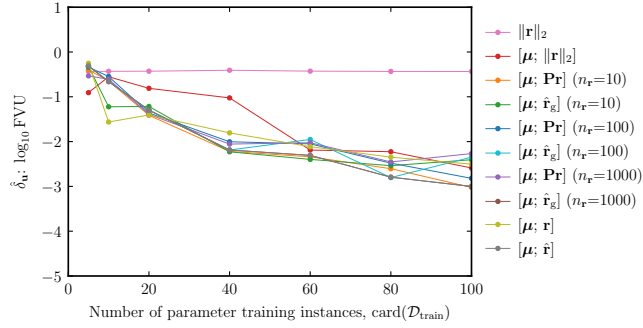 δ̂ᵤ: log₁₀ FVU
1
0
−1
−2
−3
−4
−5
0
20
40
60
80
100
Number of parameter training instances, card(𝒟train)
‖r‖₂
[μ; ‖r‖₂]
[μ; Pr] (nᵣ=10)
[μ; r̂g] (nᵣ=10)
[μ; Pr] (nᵣ=100)
[μ; r̂g] (nᵣ=100)
[μ; Pr] (nᵣ=1000)
[μ; r̂g] (nᵣ=1000)
[μ; r]
[μ; r̂]